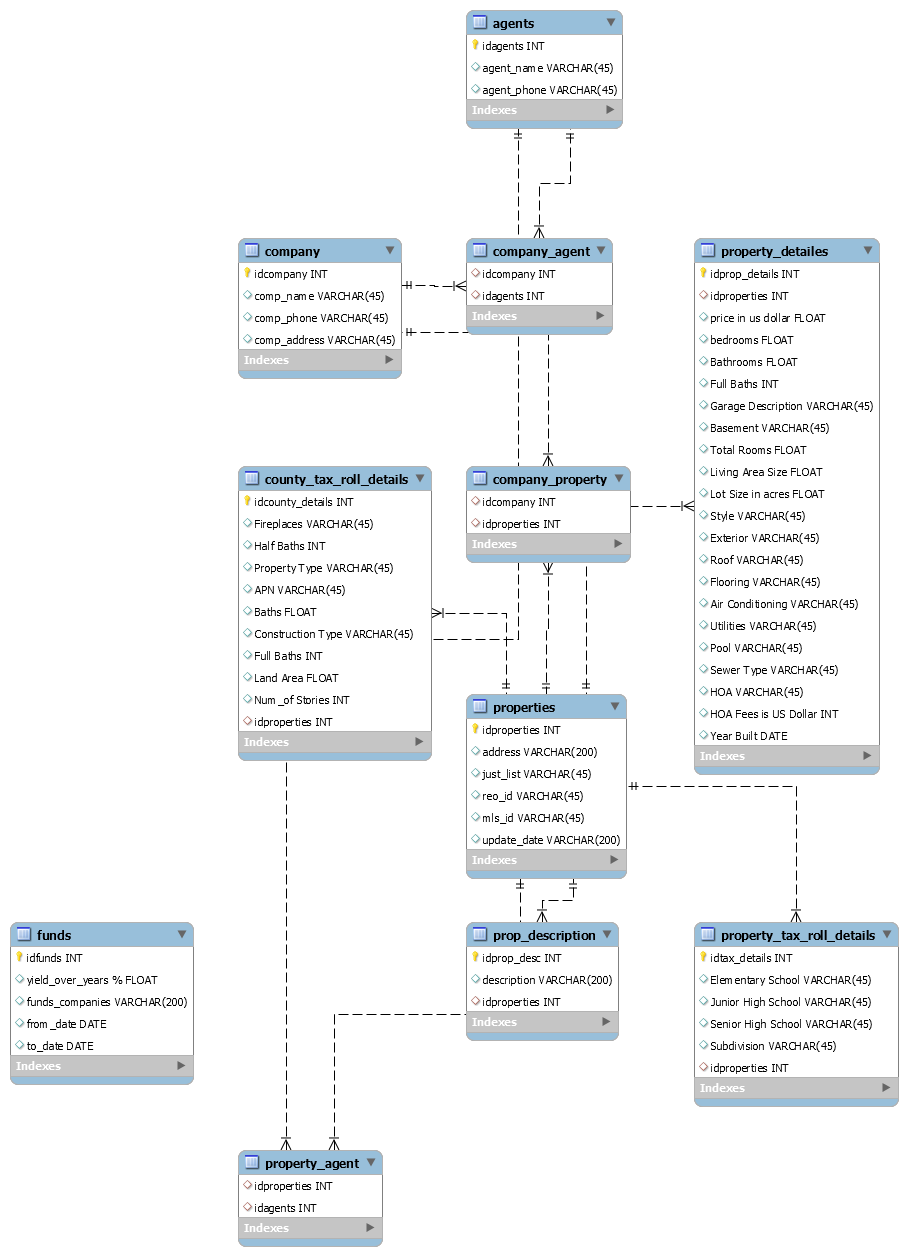 agents
idagents INT
agent_name VARCHAR(45)
agent_phone VARCHAR(45)
Indexes
company
idcompany INT
comp_name VARCHAR(45)
comp_phone VARCHAR(45)
comp_address VARCHAR(45)
Indexes
company_agent
idcompany INT
idagents INT
Indexes
property_detailes
idprop_details INT
idproperties INT
price in us dollar FLOAT
bedrooms FLOAT
Bathrooms FLOAT
Full Baths INT
Garage Description VARCHAR(45)
Basement VARCHAR(45)
Total Rooms FLOAT
Living Area Size FLOAT
Lot Size in acres FLOAT
Style VARCHAR(45)
Exterior VARCHAR(45)
Roof VARCHAR(45)
Flooring VARCHAR(45)
Air Conditioning VARCHAR(45)
Utilities VARCHAR(45)
Pool VARCHAR(45)
Sewer Type VARCHAR(45)
HOA VARCHAR(45)
HOA Fees is US Dollar INT
Year Built DATE
Indexes
county_tax_roll_details
idcounty_details INT
Fireplaces VARCHAR(45)
Half Baths INT
Property Type VARCHAR(45)
APN VARCHAR(45)
Baths FLOAT
Construction Type VARCHAR(45)
Full Baths INT
Land Area FLOAT
Num_of Stories INT
idproperties INT
Indexes
company_property
idcompany INT
idproperties INT
Indexes
properties
idproperties INT
address VARCHAR(200)
just_list VARCHAR(45)
reo_id VARCHAR(45)
mls_id VARCHAR(45)
update_date VARCHAR(200)
Indexes
funds
idfunds INT
yield_over_years % FLOAT
funds_companies VARCHAR(200)
from_date DATE
to_date DATE
Indexes
prop_description
idprop_desc INT
description VARCHAR(200)
idproperties INT
Indexes
property_tax_roll_details
idtax_details INT
Elementary School VARCHAR(45)
Junior High School VARCHAR(45)
Senior High School VARCHAR(45)
Subdivision VARCHAR(45)
idproperties INT
Indexes
property_agent
idproperties INT
idagents INT
Indexes